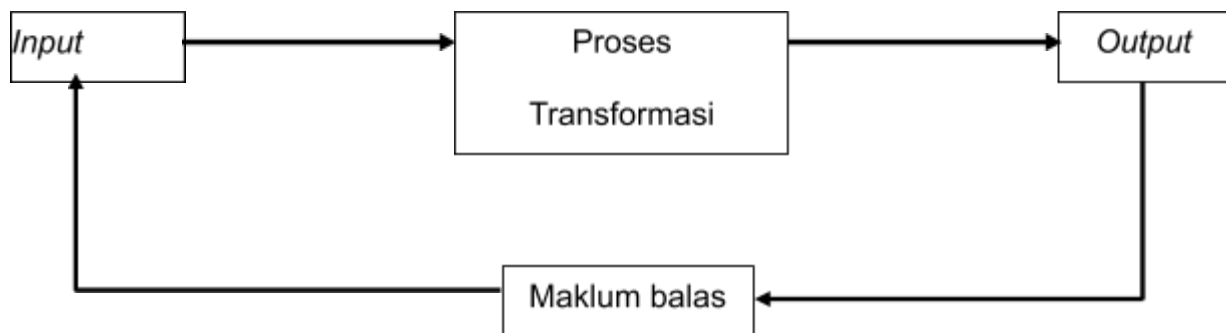 Input
Proses
Transformasi
Output
Maklum balas